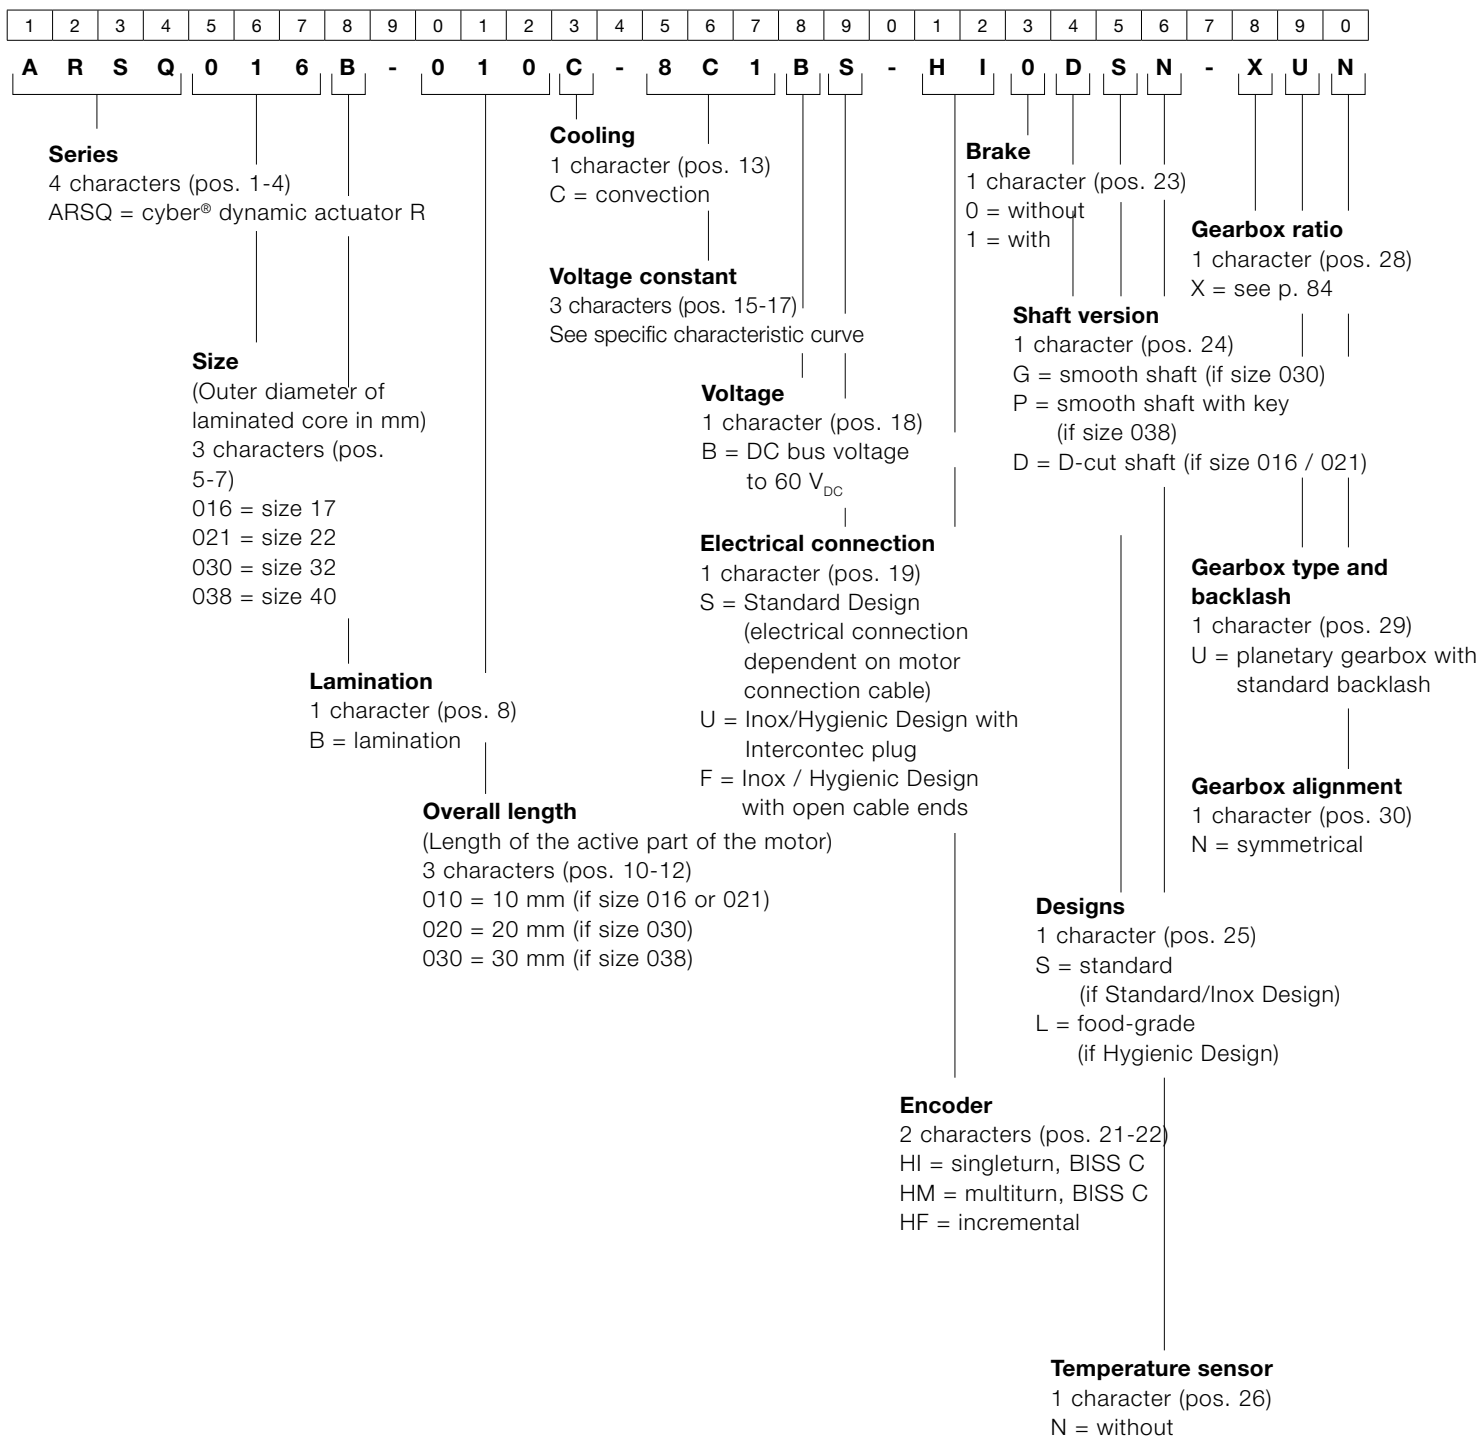 1 2 3 4 5 6 7 8 9 0 1 2 3 4 5 6 7 8 9 0 1 2 3 4 5 6 7 8 9 0
A R S Q 0 1 6 B - 0 1 0 C - 8 C 1 B S - H I 0 D S N - X U N
Series
4 characters (pos. 1-4)
ARSQ = cyber® dynamic actuator R
Size
(Outer diameter of
laminated core in mm)
3 characters (pos.
5-7)
016 = size 17
021 = size 22
030 = size 32
038 = size 40
Lamination
1 character (pos. 8)
B = lamination
Overall length
(Length of the active part of the motor)
3 characters (pos. 10-12)
010 = 10 mm (if size 016 or 021)
020 = 20 mm (if size 030)
030 = 30 mm (if size 038)
Cooling
1 character (pos. 13)
C = convection
Voltage constant
3 characters (pos. 15-17)
See specific characteristic curve
Voltage
1 character (pos. 18)
B = DC bus voltage
to 60 VDC
Electrical connection
1 character (pos. 19)
S = Standard Design
(electrical connection
dependent on motor
connection cable)
U = Inox/Hygienic Design with
Intercontec plug
F = Inox / Hygienic Design
with open cable ends
Encoder
2 characters (pos. 21-22)
HI = singleturn, BISS C
HM = multiturn, BISS C
HF = incremental
Brake
1 character (pos. 23)
0 = without
1 = with
Shaft version
1 character (pos. 24)
G = smooth shaft (if size 030)
P = smooth shaft with key
(if size 038)
D = D-cut shaft (if size 016 / 021)
Designs
1 character (pos. 25)
S = standard
(if Standard/Inox Design)
L = food-grade
(if Hygienic Design)
Temperature sensor
1 character (pos. 26)
N = without
Gearbox ratio
1 character (pos. 28)
X = see p. 84
Gearbox type and
backlash
1 character (pos. 29)
U = planetary gearbox with
standard backlash
Gearbox alignment
1 character (pos. 30)
N = symmetrical